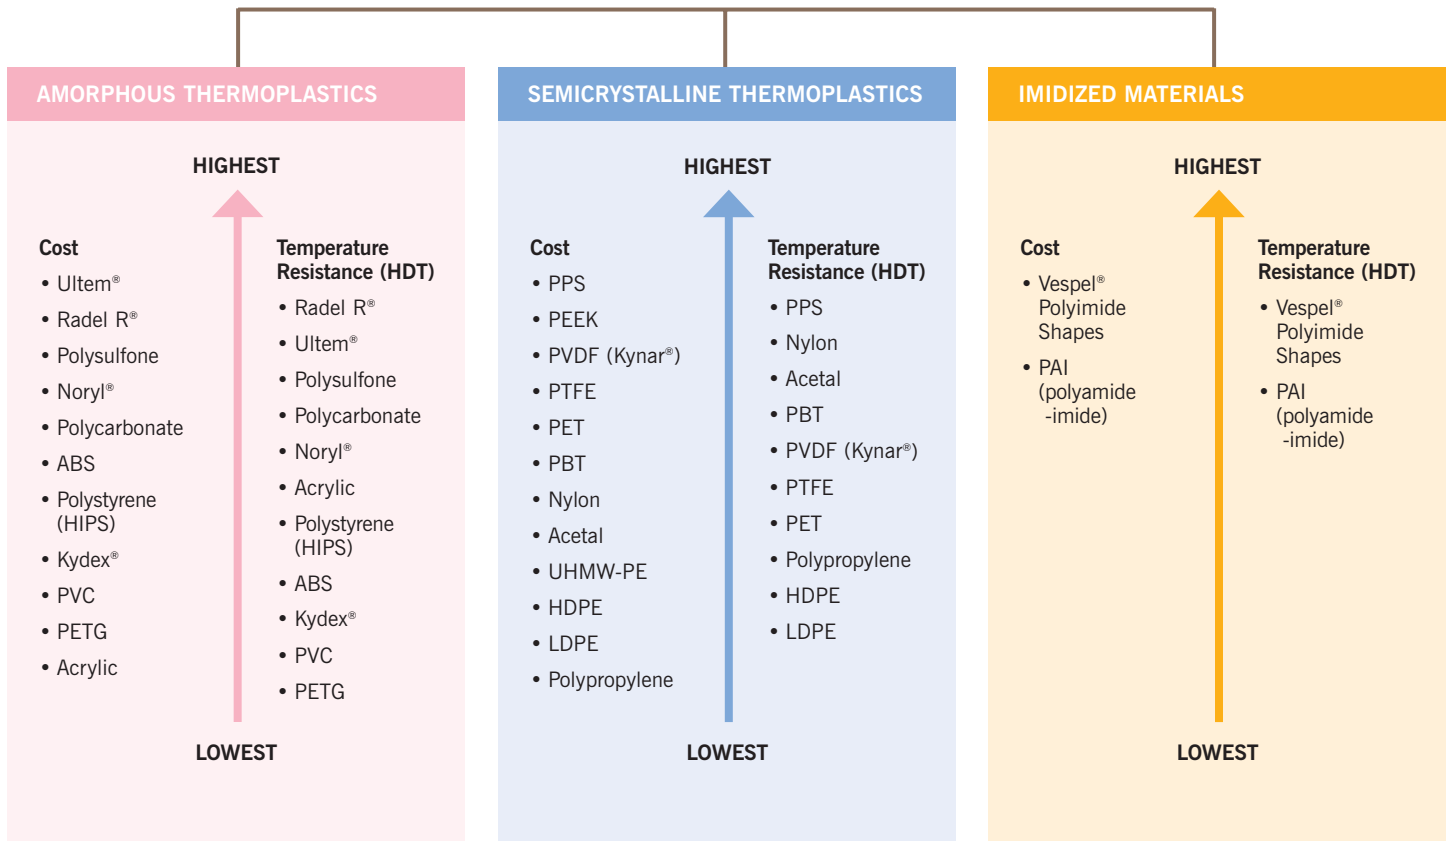 AMORPHOUS THERMOPLASTICS
HIGHEST
Cost
• Ultem®
• Radel R®
• Polysulfone
• Noryl®
• Polycarbonate
• ABS
• Polystyrene
(HIPS)
• Kydex®
• PVC
• PETG
• Acrylic
Temperature
Resistance (HDT)
• Radel R®
• Ultem®
• Polysulfone
• Polycarbonate
• Noryl®
• Acrylic
• Polystyrene
(HIPS)
• ABS
• Kydex®
• PVC
• PETG
LOWEST
SEMICRYSTALLINE THERMOPLASTICS
HIGHEST
Cost
• PPS
• PEEK
• PVDF (Kynar®)
• PTFE
• PET
• PBT
• Nylon
• Acetal
• UHMW-PE
• HDPE
• LDPE
• Polypropylene
Temperature
Resistance (HDT)
• PPS
• Nylon
• Acetal
• PBT
• PVDF (Kynar®)
• PTFE
• PET
• Polypropylene
• HDPE
• LDPE
LOWEST
IMIDIZED MATERIALS
HIGHEST
Cost
• Vespel®
Polyimide
Shapes
• PAI
(polyamide
-imide)
Temperature
Resistance (HDT)
• Vespel®
Polyimide
Shapes
• PAI
(polyamide
-imide)
LOWEST